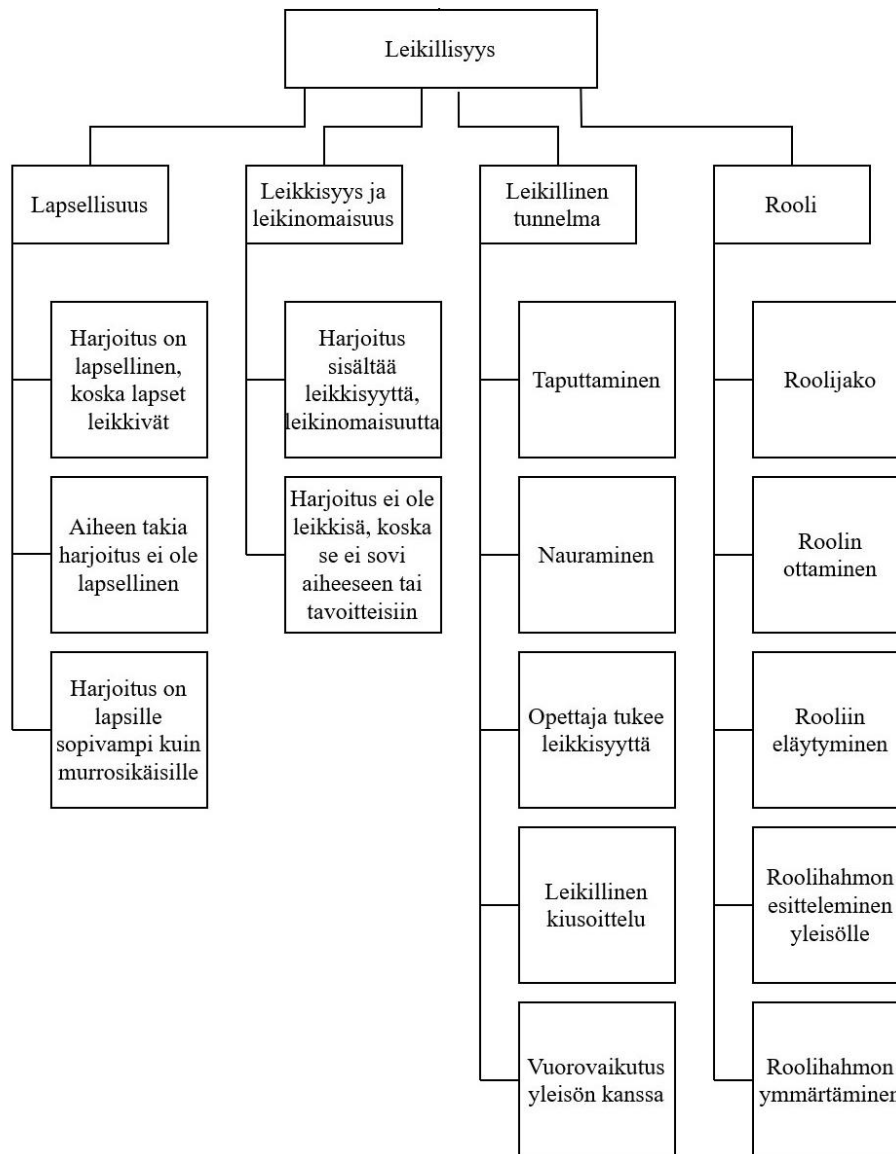 Leikillisyys
Lapsellisuus
Leikkisyys ja
leikinomaisuus
Leikillinen
tunnelma
Rooli
Harjoitus on
lapsellinen,
koska lapset
leikkivät
Aiheen takia
harjoitus ei ole
lapsellinen
Harjoitus on
lapsille
sopivampi kuin
murrosikäisille
Harjoitus
sisältää
leikkisyyttä,
leikinomaisuutta
Harjoitus ei ole
leikkisä, koska
se ei sovi
aiheeseen tai
tavoitteisiin
Taputtaminen
Nauraminen
Opettaja tukee
leikkisyyttä
Leikillinen
kiusoittelu
Vuorovaikutus
yleisön kanssa
Roolijako
Roolin
ottaminen
Rooliin
eläytyminen
Roolihahmon
esitteleminen
yleisölle
Roolihahmon
ymmärtäminen